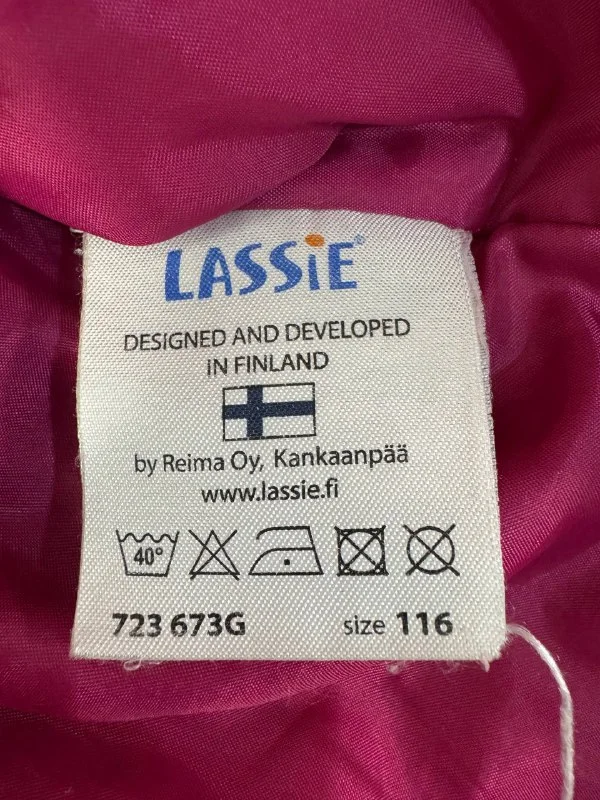 LASSiE®
DESIGNED AND DEVELOPED
IN FINLAND
by Reima Oy, Kankaanpää
www.lassie.fi
40°
723 673G size 116